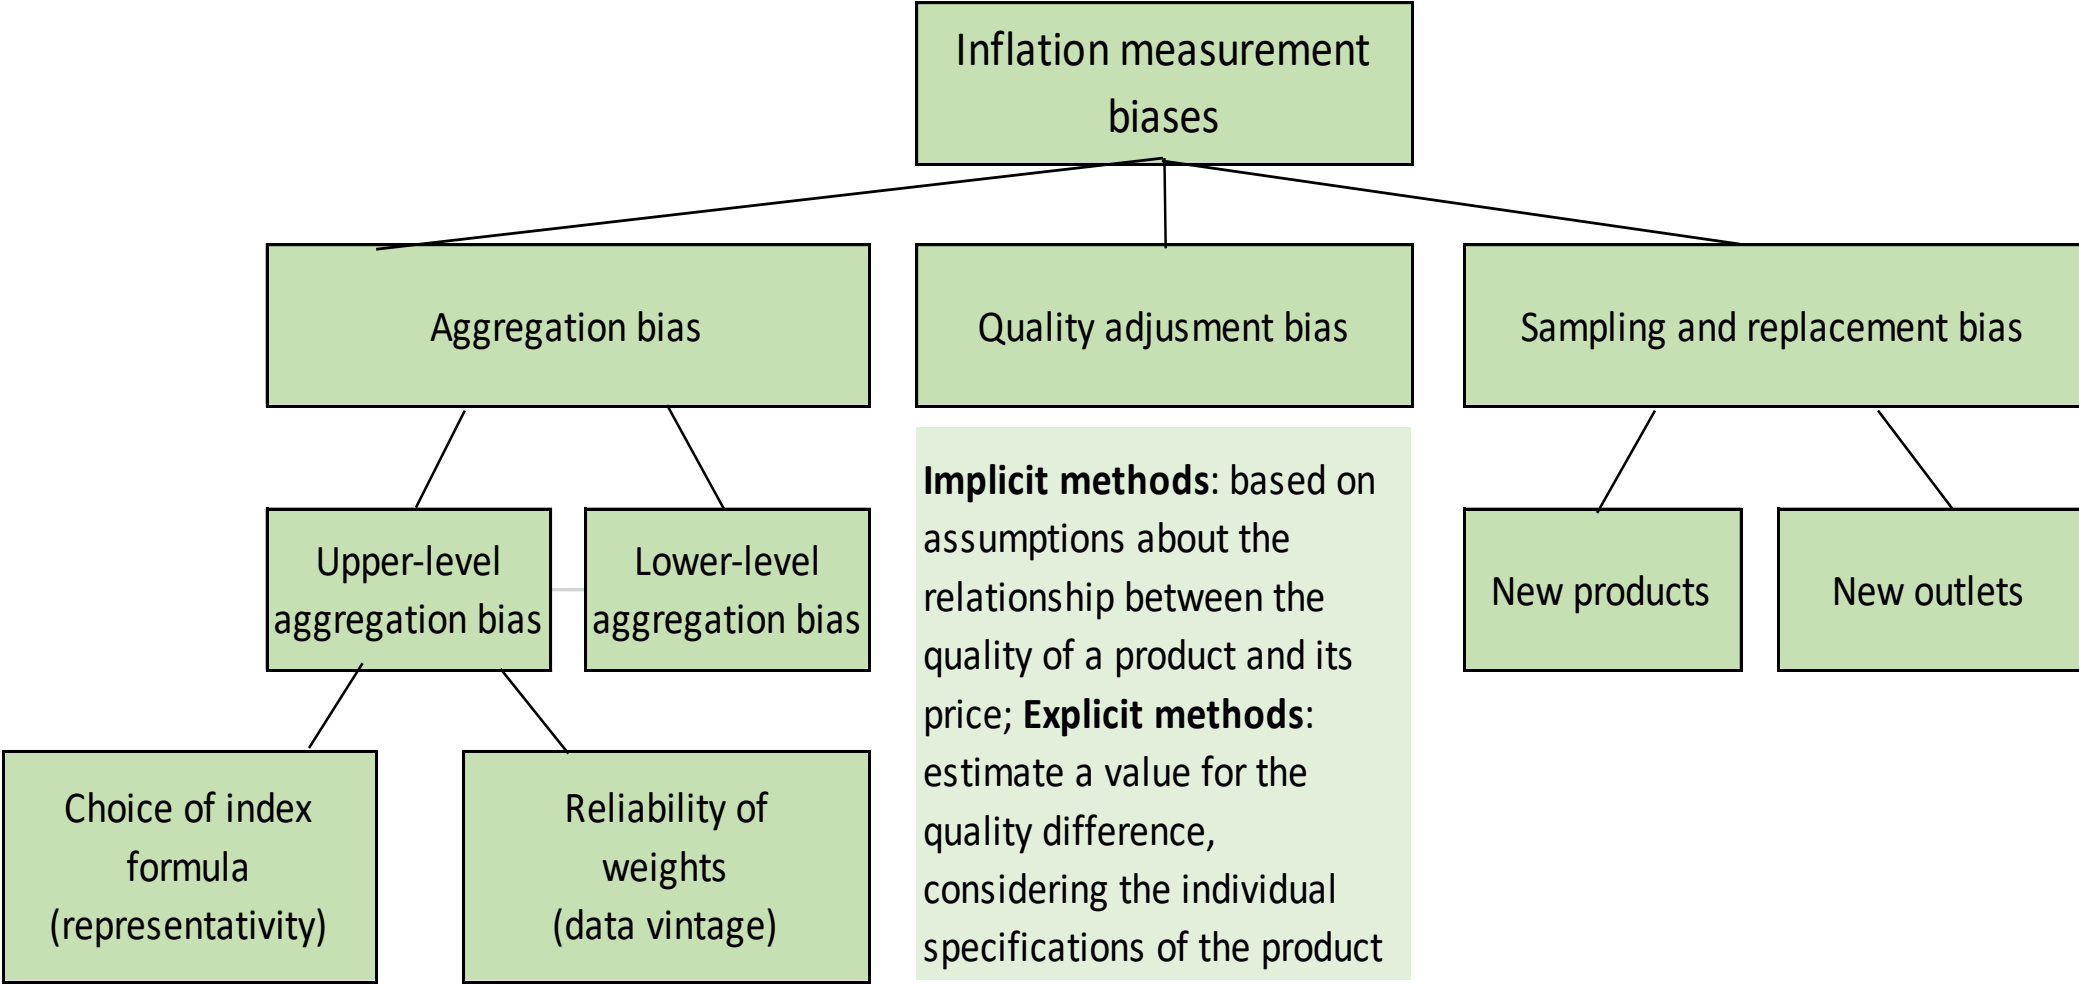 Inflation measurement
biases
Aggregation bias
Quality adjusment bias
Sampling and replacement bias
Upper-level
aggregation bias
Lower-level
aggregation bias
Implicit methods: based on
assumptions about the
relationship between the
quality of a product and its
price; Explicit methods:
estimate a value for the
quality difference,
considering the individual
specifications of the product
New products
New outlets
Choice of index
formula
(representativity)
Reliability of
weights
(data vintage)